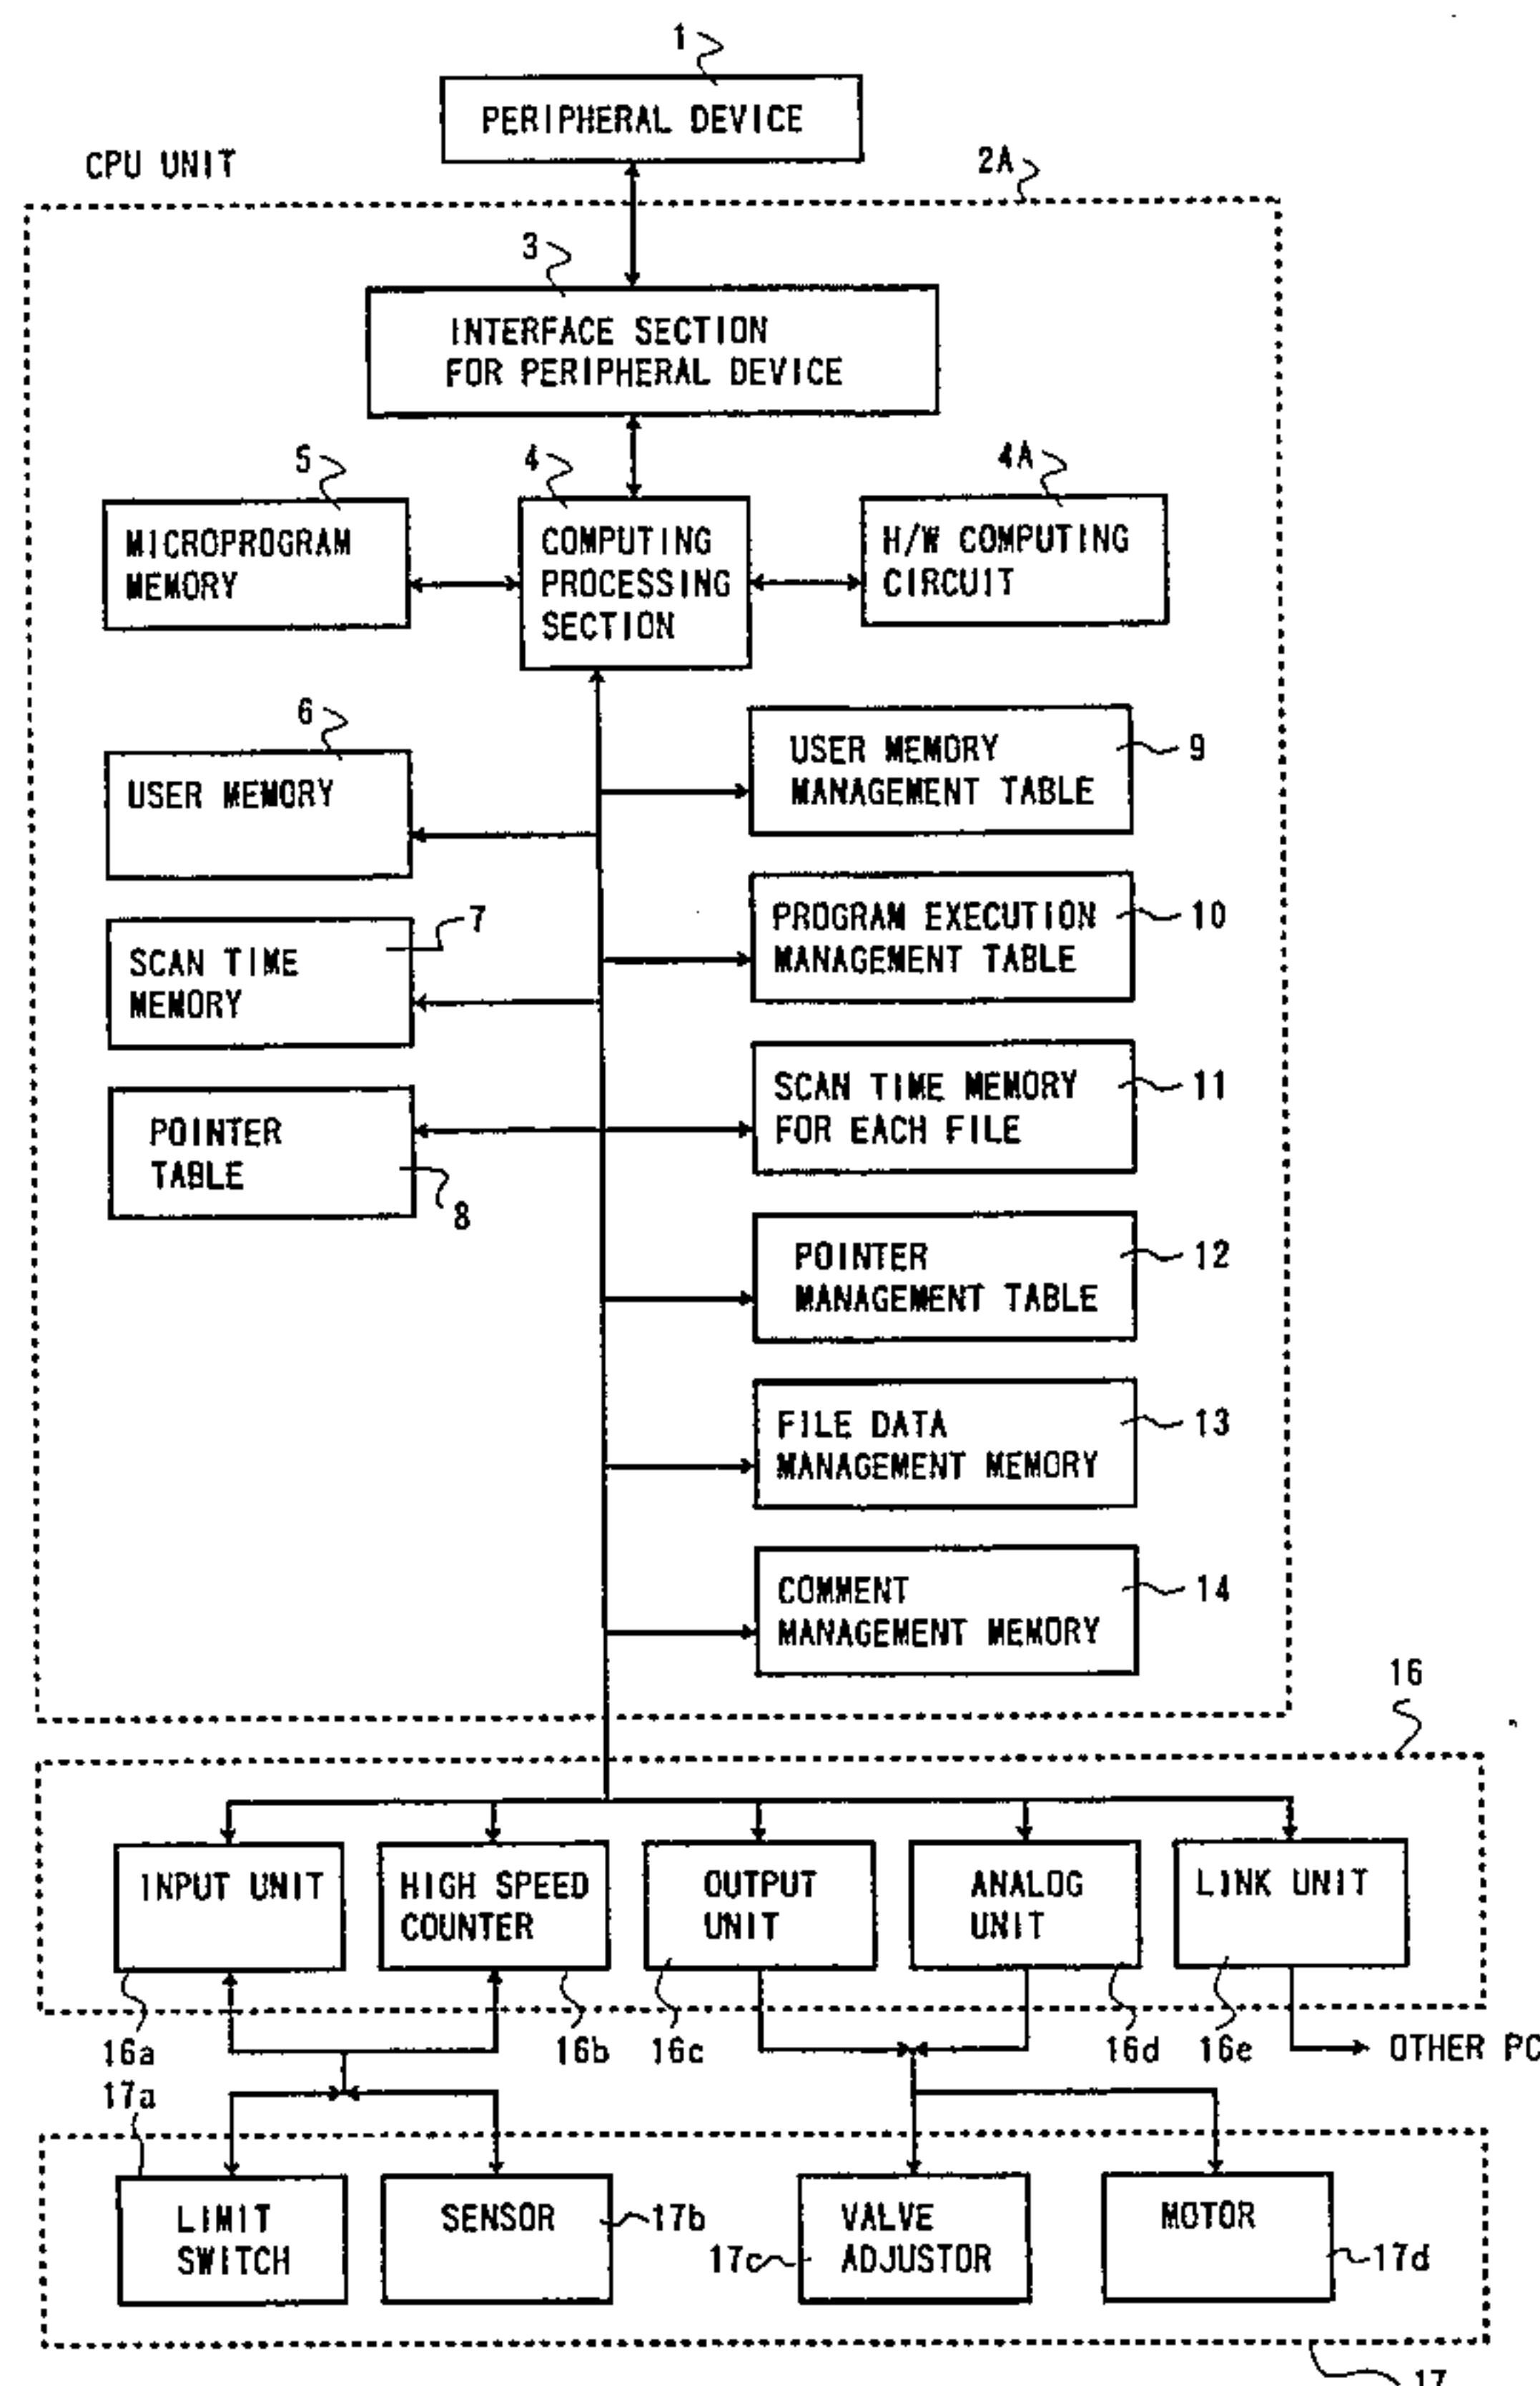 1
PERIPHERAL DEVICE
CPU UNIT
2A
3
INTERFACE SECTION
FOR PERIPHERAL DEVICE
5
4
4A
MICROPROGRAM
MEMORY
COMPUTING
PROCESSING
SECTION
H/W COMPUTING
CIRCUIT
6
USER MEMORY
USER MEMORY
MANAGEMENT TABLE
9
7
SCAN TIME
MEMORY
PROGRAM EXECUTION
MANAGEMENT TABLE
10
POINTER
TABLE
8
SCAN TIME MEMORY
FOR EACH FILE
11
POINTER
MANAGEMENT TABLE
12
FILE DATA
MANAGEMENT MEMORY
13
COMMENT
MANAGEMENT MEMORY
14
16
INPUT UNIT
HIGH SPEED
COUNTER
OUTPUT
UNIT
ANALOG
UNIT
LINK UNIT
16a
16b
16c
16d
16e
OTHER PC
17a
LIMIT
SWITCH
SENSOR
17b
17c
VALVE
ADJUSTOR
MOTOR
17d
17